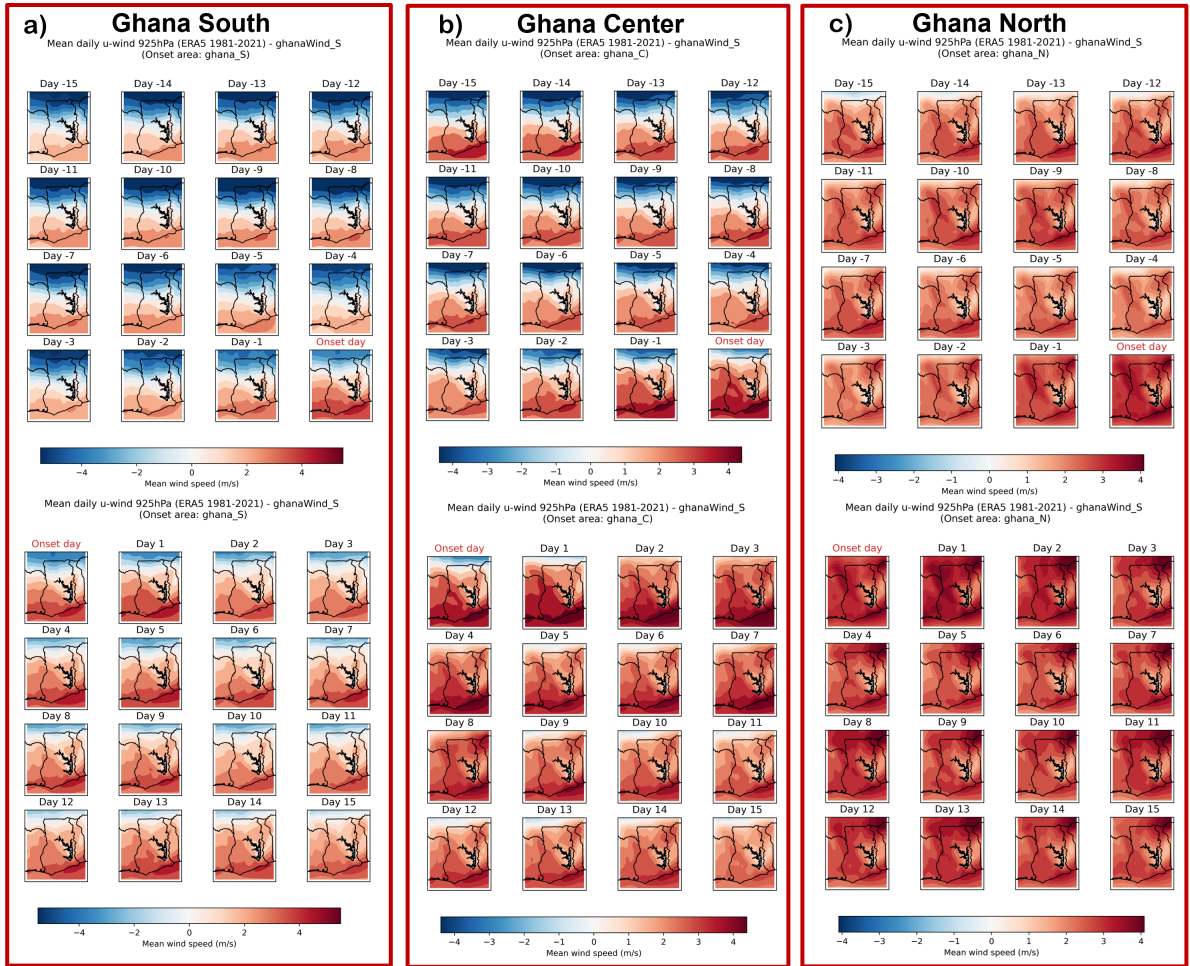 a) Ghana South
Mean daily u-wind 925hPa (ERA5 1981-2021) - ghanaWind_S
(Onset area: ghana_S)
Day -15 Day -14 Day -13 Day -12
Day -11 Day -10 Day -9 Day -8
Day -7 Day -6 Day -5 Day -4
Day -3 Day -2 Day -1 Onset day
−4 −2 0 2 4
Mean wind speed (m/s)
Mean daily u-wind 925hPa (ERA5 1981-2021) - ghanaWind_S
(Onset area: ghana_S)
Onset day Day 1 Day 2 Day 3
Day 4 Day 5 Day 6 Day 7
Day 8 Day 9 Day 10 Day 11
Day 12 Day 13 Day 14 Day 15
−4 −2 0 2 4
Mean wind speed (m/s)
b) Ghana Center
Mean daily u-wind 925hPa (ERA5 1981-2021) - ghanaWind_S
(Onset area: ghana_C)
Day -15 Day -14 Day -13 Day -12
Day -11 Day -10 Day -9 Day -8
Day -7 Day -6 Day -5 Day -4
Day -3 Day -2 Day -1 Onset day
−4 −3 −2 −1 0 1 2 3 4
Mean wind speed (m/s)
Mean daily u-wind 925hPa (ERA5 1981-2021) - ghanaWind_S
(Onset area: ghana_C)
Onset day Day 1 Day 2 Day 3
Day 4 Day 5 Day 6 Day 7
Day 8 Day 9 Day 10 Day 11
Day 12 Day 13 Day 14 Day 15
−4 −3 −2 −1 0 1 2 3 4
Mean wind speed (m/s)
c) Ghana North
Mean daily u-wind 925hPa (ERA5 1981-2021) - ghanaWind_S
(Onset area: ghana_N)
Day -15 Day -14 Day -13 Day -12
Day -11 Day -10 Day -9 Day -8
Day -7 Day -6 Day -5 Day -4
Day -3 Day -2 Day -1 Onset day
−4 −3 −2 −1 0 1 2 3 4
Mean wind speed (m/s)
Mean daily u-wind 925hPa (ERA5 1981-2021) - ghanaWind_S
(Onset area: ghana_N)
Onset day Day 1 Day 2 Day 3
Day 4 Day 5 Day 6 Day 7
Day 8 Day 9 Day 10 Day 11
Day 12 Day 13 Day 14 Day 15
−4 −3 −2 −1 0 1 2 3 4
Mean wind speed (m/s)